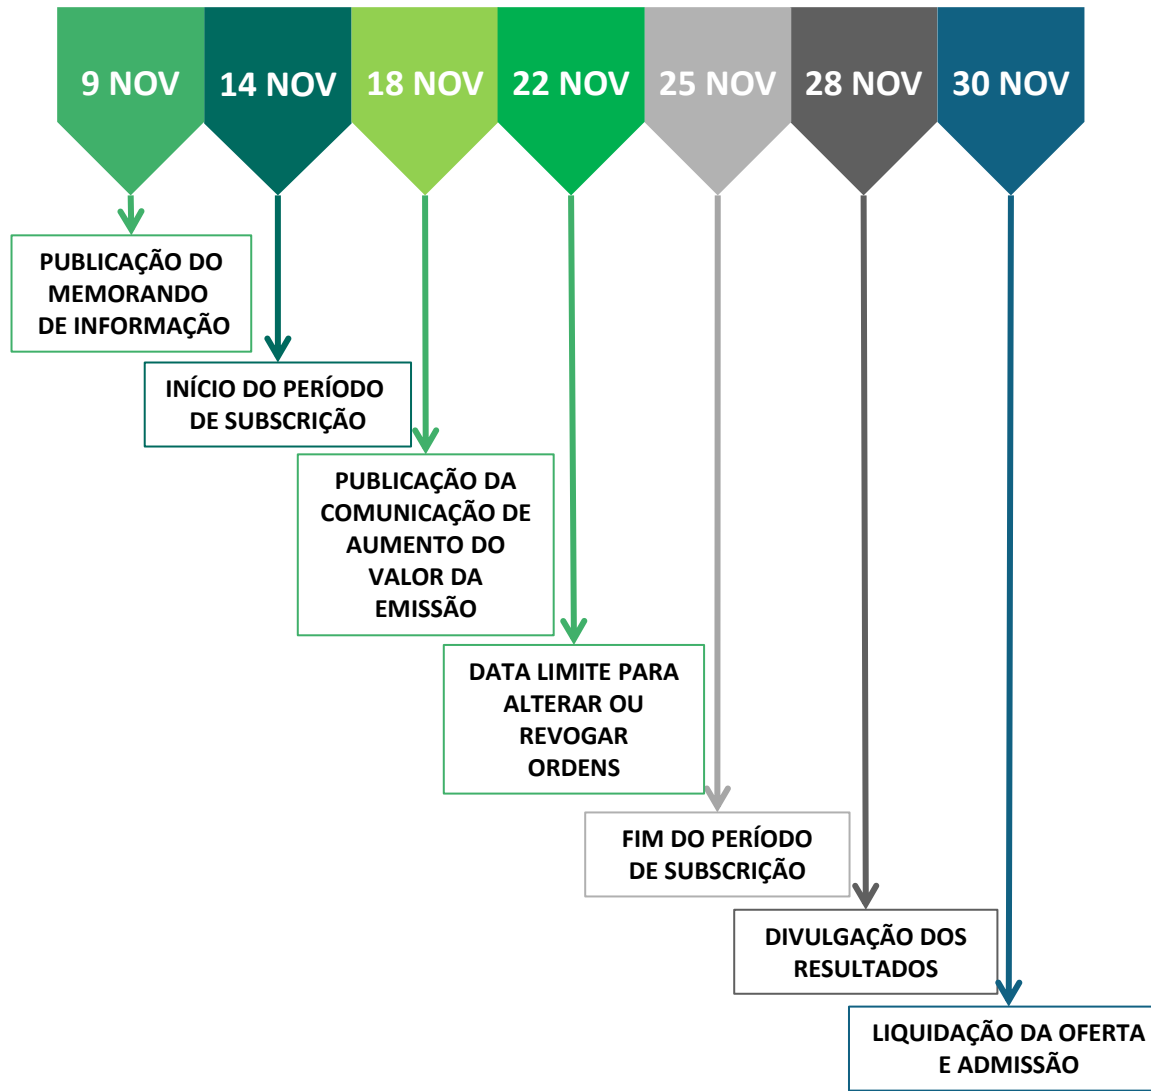 9 NOV
14 NOV
18 NOV
22 NOV
25 NOV
28 NOV
30 NOV
PUBLICAÇÃO DO
MEMORANDO
DE INFORMAÇÃO
INÍCIO DO PERÍODO
DE SUBSCRIÇÃO
PUBLICAÇÃO DA
COMUNICAÇÃO DE
AUMENTO DO
VALOR DA
EMISSÃO
DATA LIMITE PARA
ALTERAR OU
REVOGAR
ORDENS
FIM DO PERÍODO
DE SUBSCRIÇÃO
DIVULGAÇÃO DOS
RESULTADOS
LIQUIDAÇÃO DA OFERTA
E ADMISSÃO